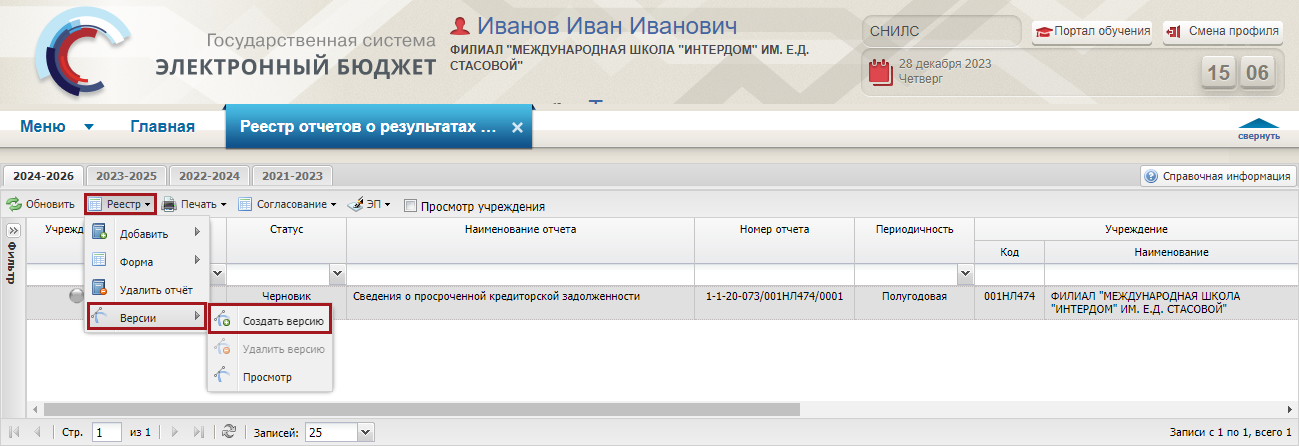 Государственная система
ЭЛЕКТРОННЫЙ БЮДЖЕТ
Иванов Иван Иванович
ФИЛИАЛ "МЕЖДУНАРОДНАЯ ШКОЛА "ИНТЕРДОМ" ИМ. Е.Д.
СТАСОВОЙ"
СНИЛС
Портал обучения
Смена профиля
28 декабря 2023
Четверг
15 06
Меню
Главная
Реестр отчетов о результатах ...
свернуть
2024-2026 2023-2025 2022-2024 2021-2023
Справочная информация
Обновить Реестр Печать Согласование ЭП Просмотр учреждения
Фильтр
Учрежд Статус Наименование отчета Номер отчета Периодичность Учреждение
Код Наименование
Добавить
Форма
Удалить отчёт
Версии
Создать версию
Удалить версию
Просмотр
Черновик Сведения о просроченной кредиторской задолженности 1-1-20-073/001НЛ474/0001 Полугодовая 001НЛ474 ФИЛИАЛ "МЕЖДУНАРОДНАЯ ШКОЛА
"ИНТЕРДОМ" ИМ. Е.Д. СТАСОВОЙ"
Стр. 1 из 1 Записей: 25 Записи с 1 по 1, всего 1